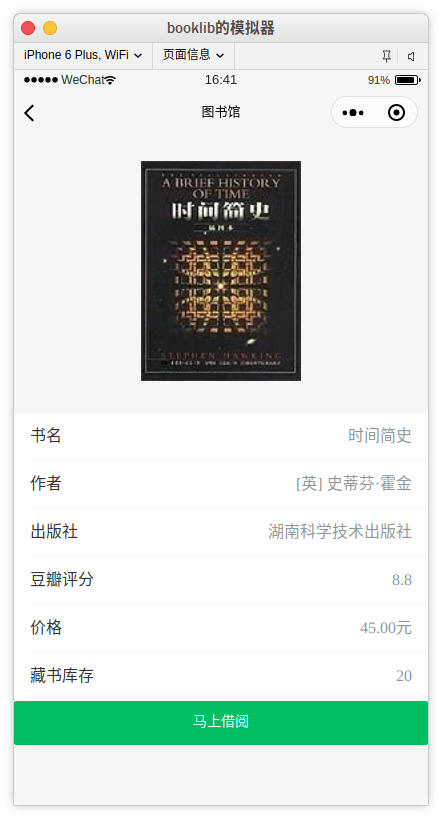 booklib的模拟器
iPhone 6 Plus, WiFi 页面信息
WeChat 16:41 91%
图书馆
A BRIEF HISTORY
OF TIME
时间简史
插图本
STEPHEN HAWKING
书名 时间简史
作者 [英] 史蒂芬·霍金
出版社 湖南科学技术出版社
豆瓣评分 8.8
价格 45.00元
藏书库存 20
马上借阅